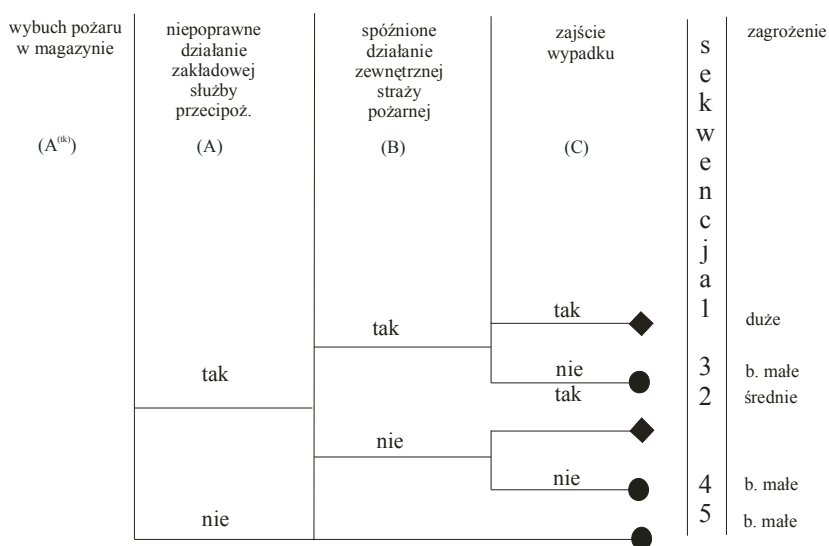 wybuch pożaru
w magazynie
(A⁽ᵗᵏ⁾)
niepoprawne
działanie
zakładowej
służby
przecipoż.
(A)
spóźnione
działanie
zewnętrznej
straży
pożarnej
(B)
zajście
wypadku
(C)
s
e
k
w
e
n
c
j
a
zagrożenie
tak
tak
tak
1
duże
nie
3
b. małe
tak
2
średnie
nie
nie
4
b. małe
nie
5
b. małe